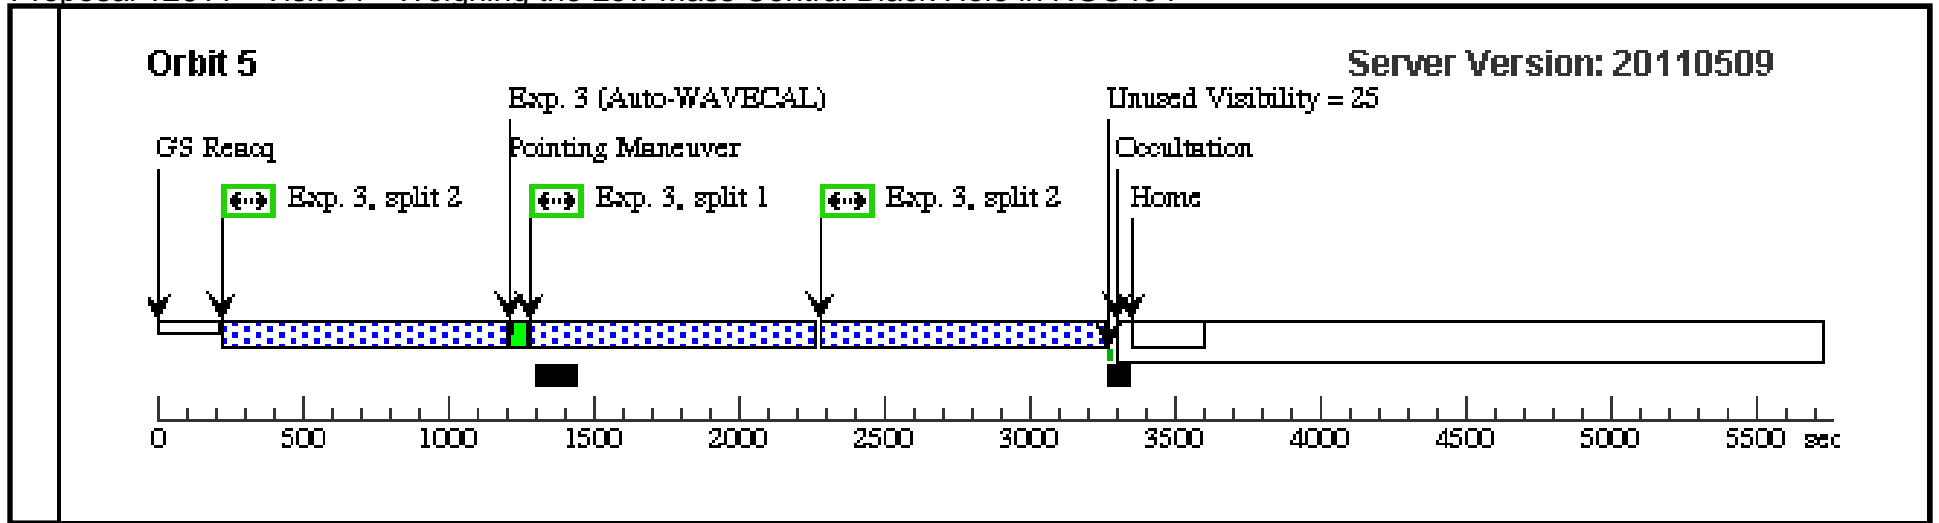 Orbit 5
Server Version: 20110509
Exp. 3 (Auto-WAVECAL)
Unused Visibility = 25
GS Reacq
Pointing Maneuver
Occultation
Exp. 3, split 2
Exp. 3, split 1
Exp. 3, split 2
Home
0 500 1000 1500 2000 2500 3000 3500 4000 4500 5000 5500 sec